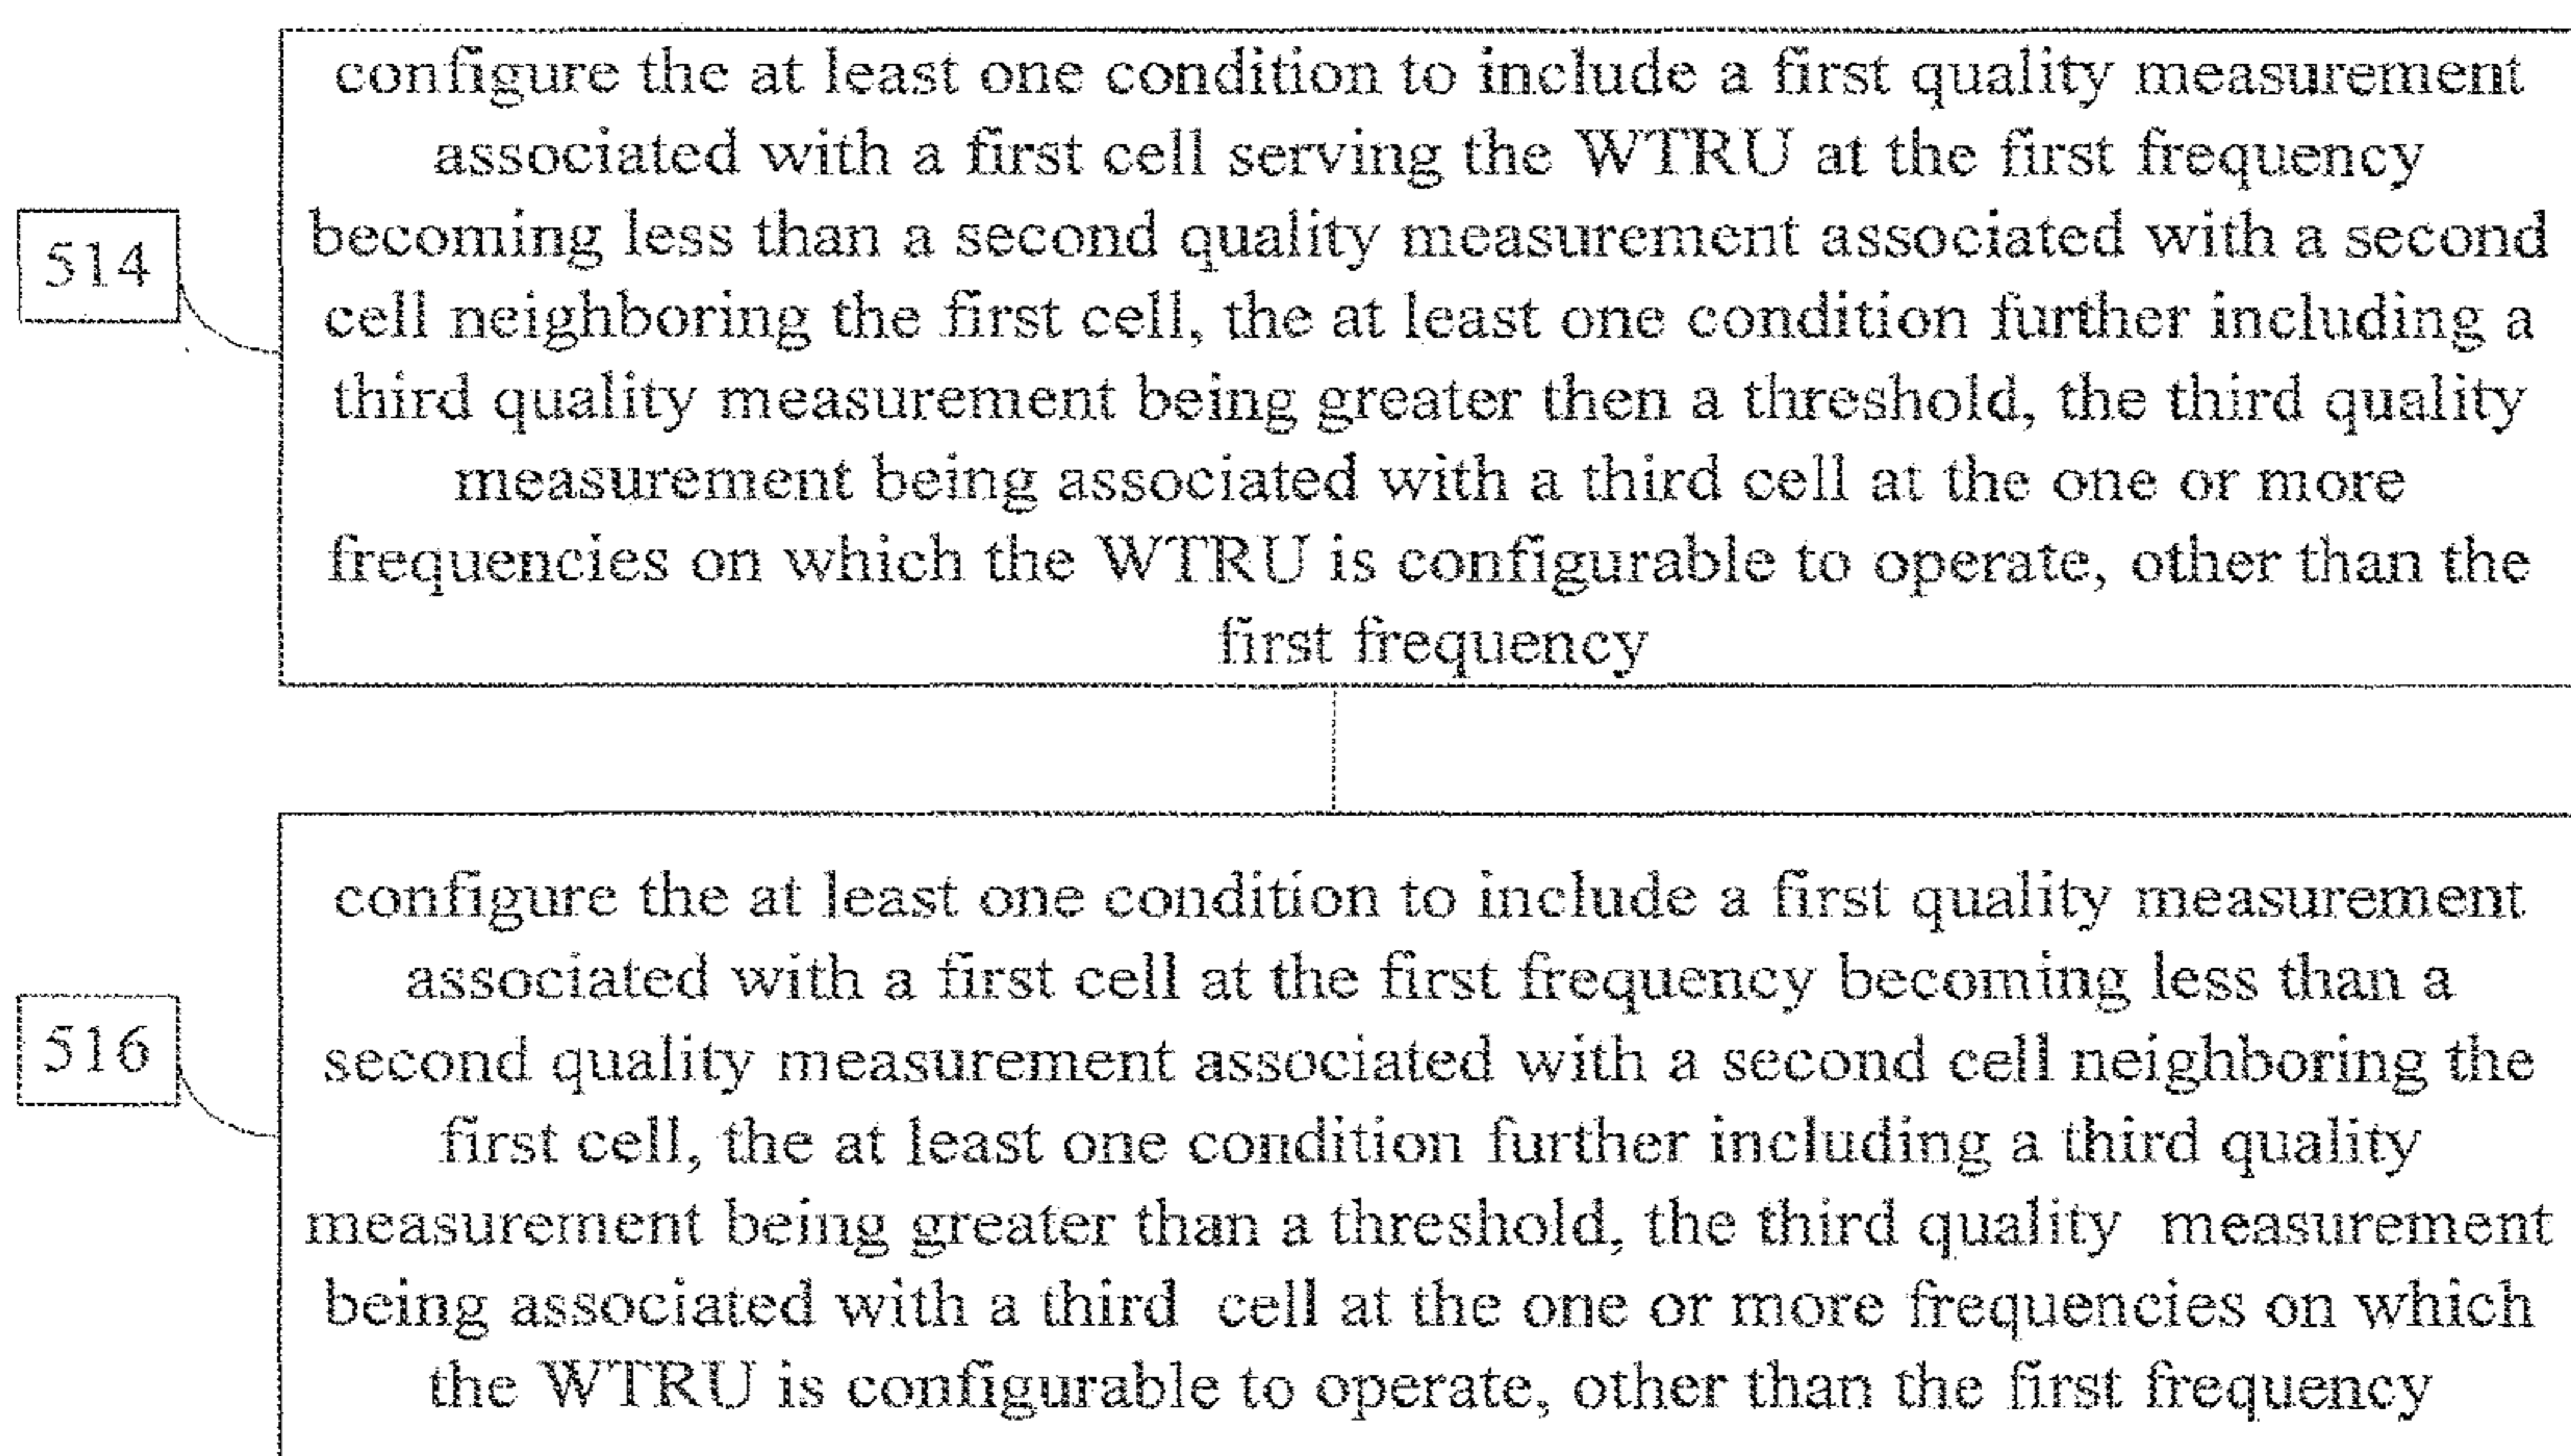 configure the at least one condition to include a first quality measurement
associated with a first cell serving the WTRU at the first frequency
becoming less than a second quality measurement associated with a second
cell neighboring the first cell, the at least one condition further including a
third quality measurement being greater then a threshold, the third quality
measurement being associated with a third cell at the one or more
frequencies on which the WTRU is configurable to operate, other than the
first frequency
514
configure the at least one condition to include a first quality measurement
associated with a first cell at the first frequency becoming less than a
second quality measurement associated with a second cell neighboring the
first cell, the at least one condition further including a third quality
measurement being greater than a threshold, the third quality measurement
being associated with a third cell at the one or more frequencies on which
the WTRU is configurable to operate, other than the first frequency
516